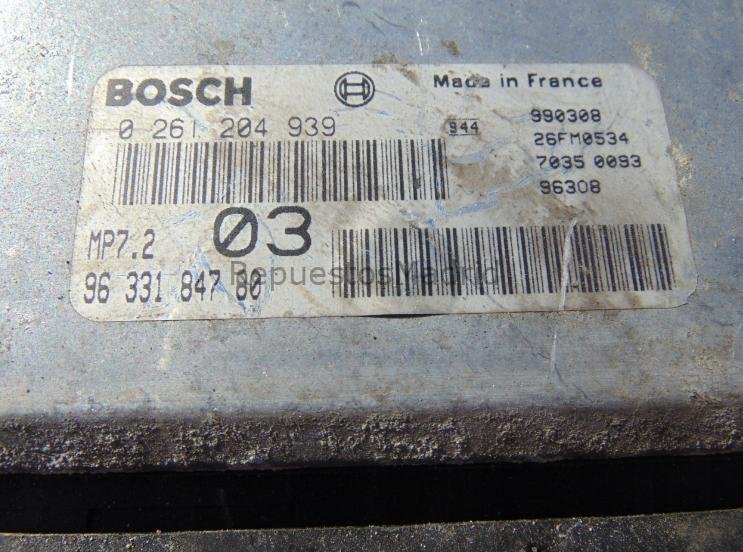 BOSCH Made in France
0 261 204 939 944 990308
26FM0534
7035 0093
96308
MP7.2 03
96 331 847 80
RepuestosMadrid